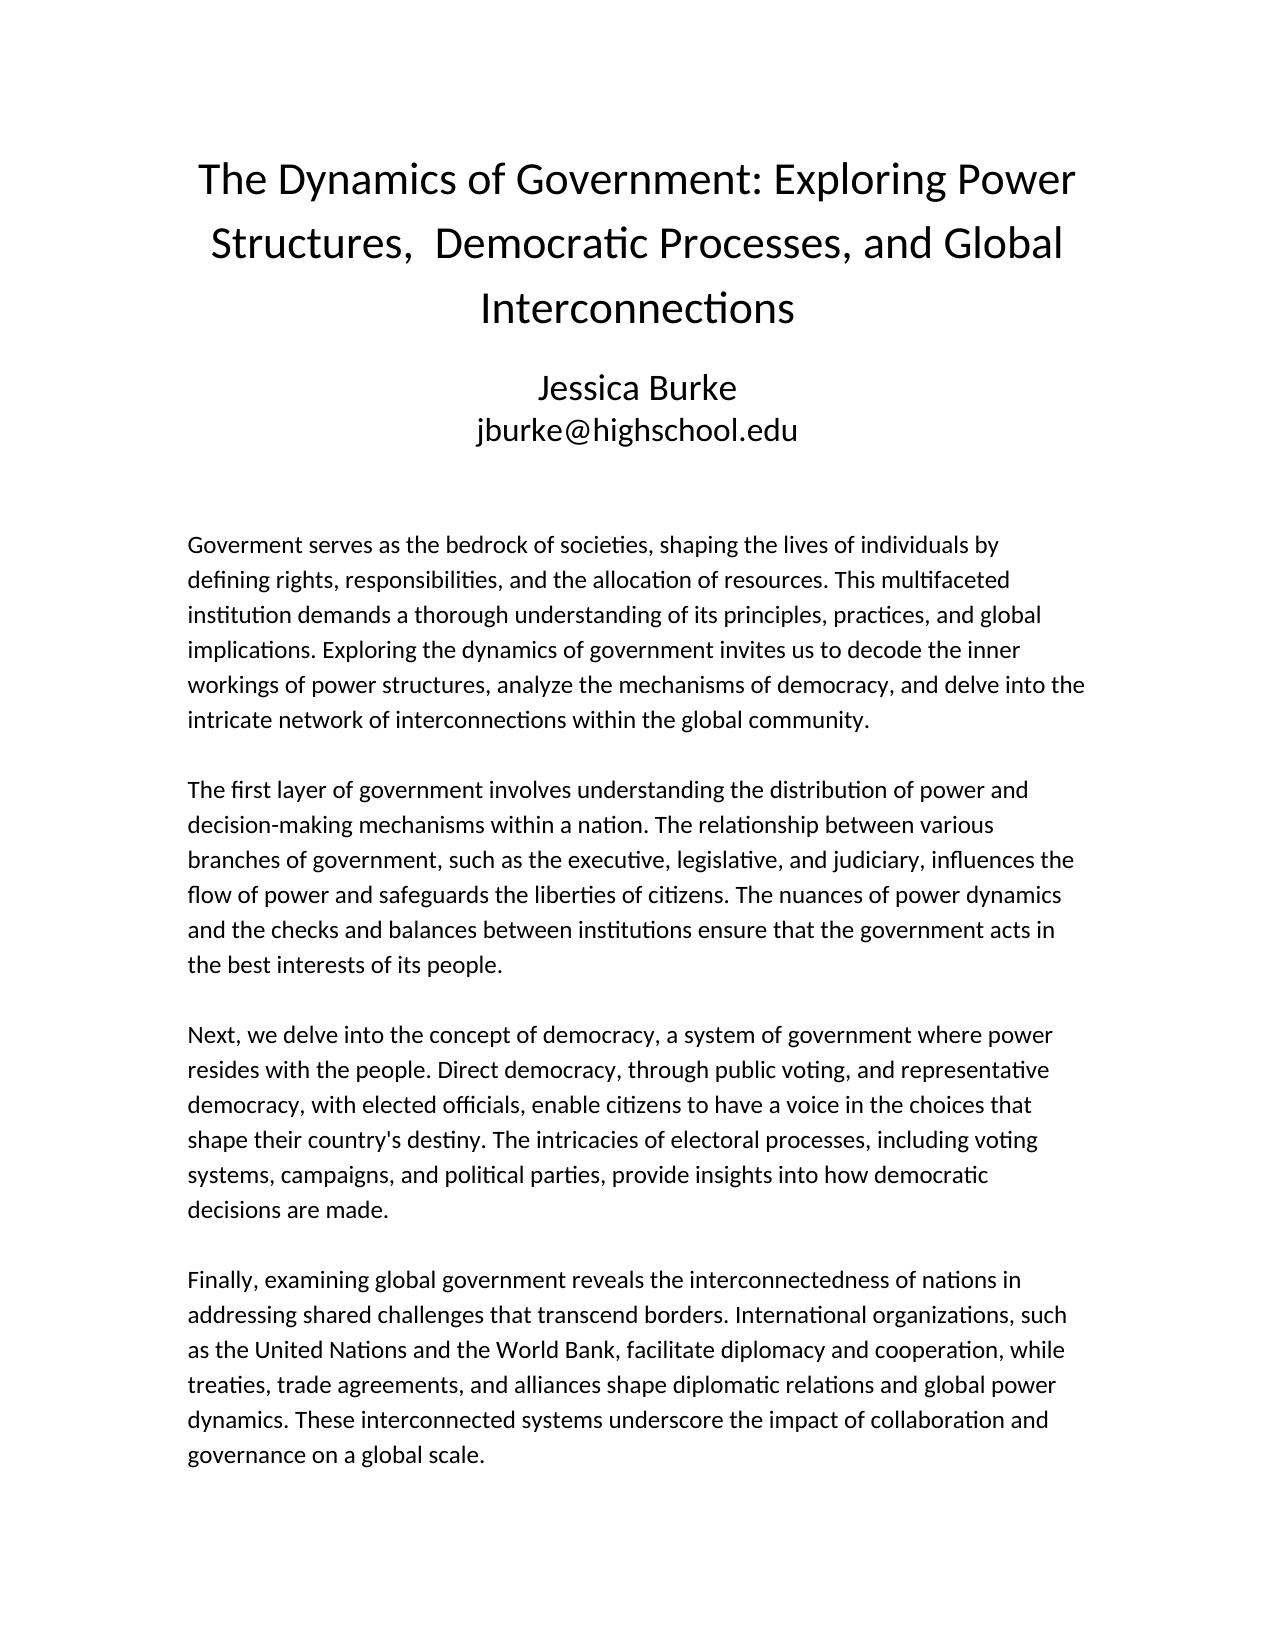 The Dynamics of Government: Exploring Power
Structures,  Democratic Processes, and Global
Interconnections
Jessica Burke
jburke@highschool.edu
Goverment serves as the bedrock of societies, shaping the lives of individuals by
defining rights, responsibilities, and the allocation of resources. This multifaceted
institution demands a thorough understanding of its principles, practices, and global
implications. Exploring the dynamics of government invites us to decode the inner
workings of power structures, analyze the mechanisms of democracy, and delve into the
intricate network of interconnections within the global community.
The first layer of government involves understanding the distribution of power and
decision-making mechanisms within a nation. The relationship between various
branches of government, such as the executive, legislative, and judiciary, influences the
flow of power and safeguards the liberties of citizens. The nuances of power dynamics
and the checks and balances between institutions ensure that the government acts in
the best interests of its people.
Next, we delve into the concept of democracy, a system of government where power
resides with the people. Direct democracy, through public voting, and representative
democracy, with elected officials, enable citizens to have a voice in the choices that
shape their country's destiny. The intricacies of electoral processes, including voting
systems, campaigns, and political parties, provide insights into how democratic
decisions are made.
Finally, examining global government reveals the interconnectedness of nations in
addressing shared challenges that transcend borders. International organizations, such
as the United Nations and the World Bank, facilitate diplomacy and cooperation, while
treaties, trade agreements, and alliances shape diplomatic relations and global power
dynamics. These interconnected systems underscore the impact of collaboration and
governance on a global scale.